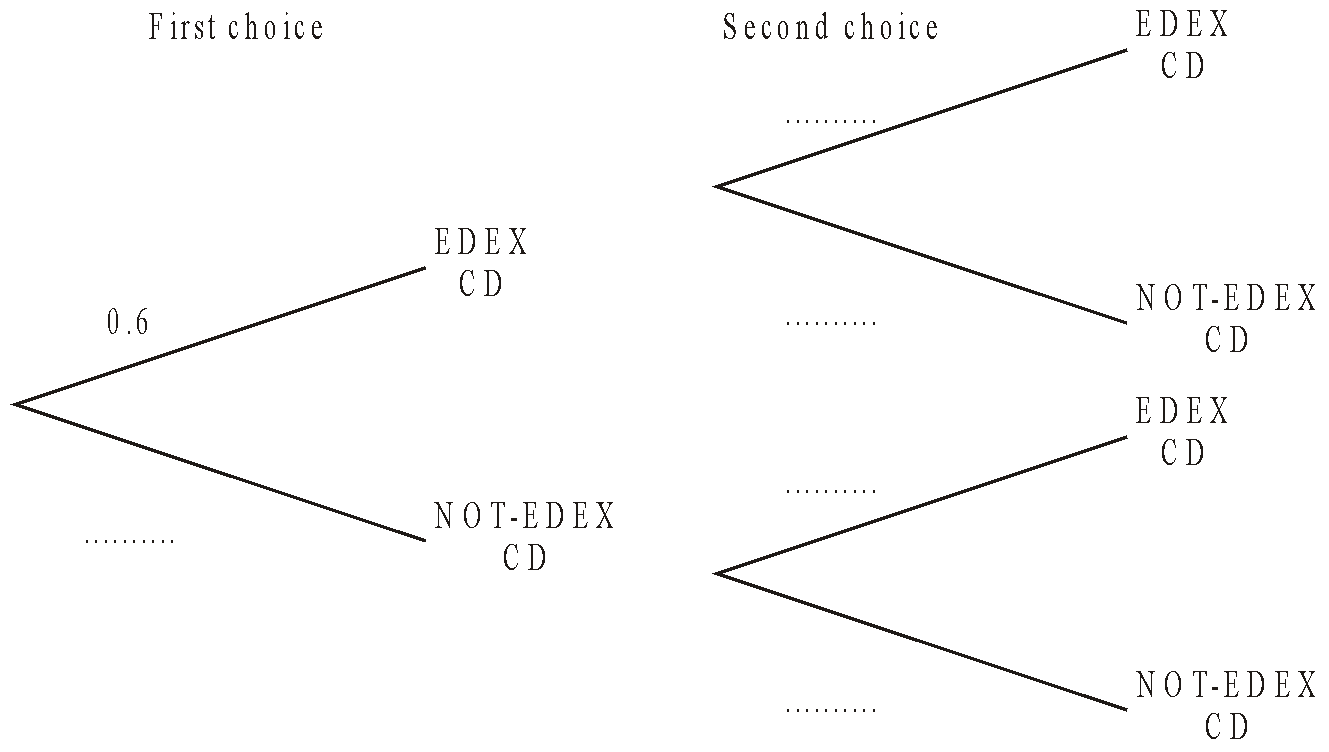 First choice
Second choice
EDEX
CD
..........
EDEX
CD
0.6
NOT-EDEX
CD
..........
EDEX
CD
..........
NOT-EDEX
CD
..........
NOT-EDEX
CD
..........